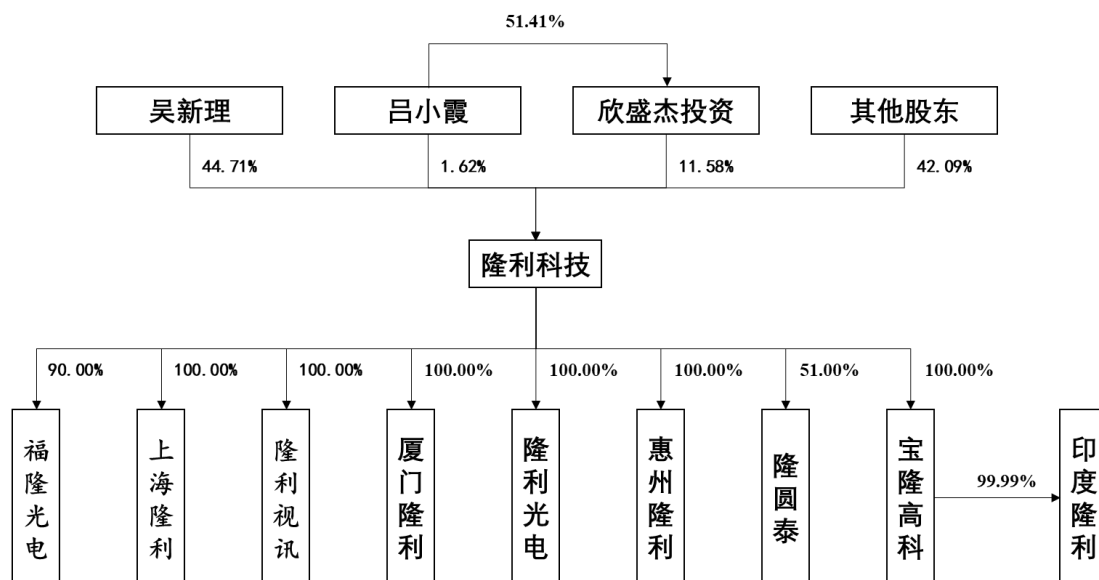 51.41%
吴新理
吕小霞
欣盛杰投资
其他股东
44.71%
1.62%
11.58%
42.09%
隆利科技
90.00%
100.00%
100.00%
100.00%
100.00%
100.00%
51.00%
100.00%
福隆光电
上海隆利
隆利视讯
厦门隆利
隆利光电
惠州隆利
隆圆泰
宝隆高科
99.99%
印度隆利